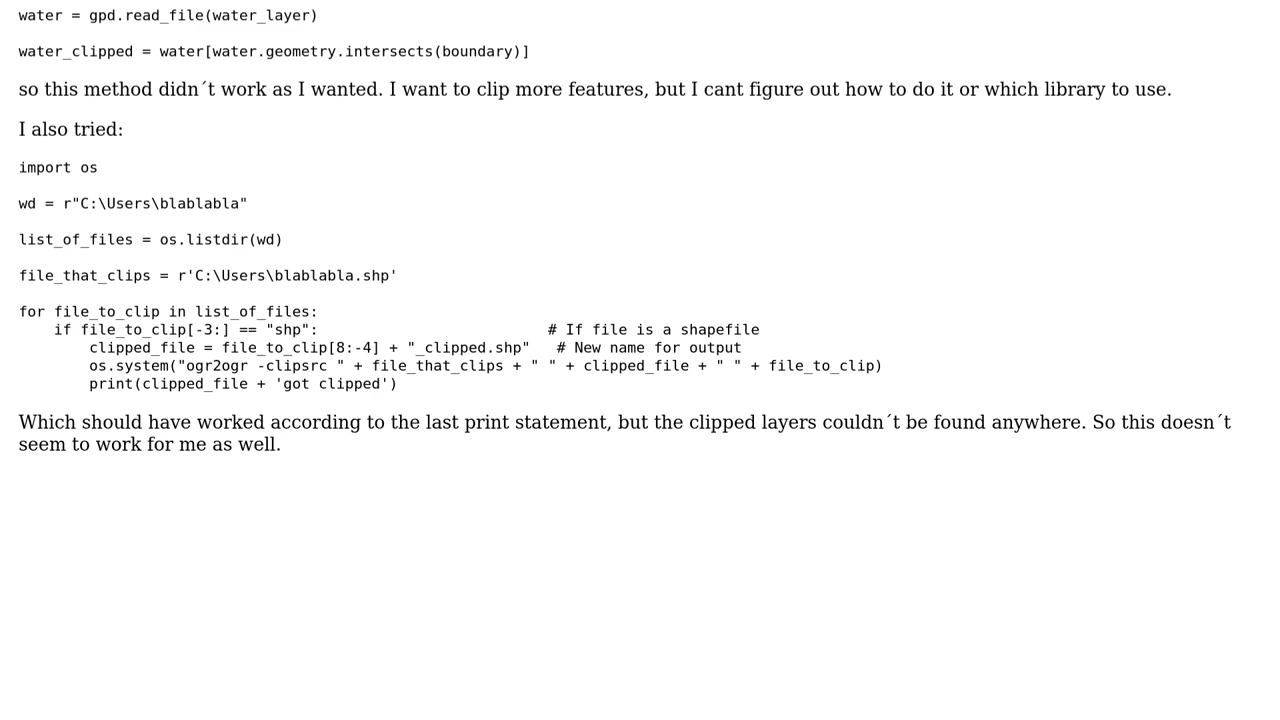 water = gpd.read_file(water_layer)
water_clipped = water[water.geometry.intersects(boundary)]
so this method didn´t work as I wanted. I want to clip more features, but I cant figure out how to do it or which library to use.
I also tried:
import os
wd = r"C:\Users\blablabla"
list_of_files = os.listdir(wd)
file_that_clips = r'C:\Users\blablabla.shp'
for file_to_clip in list_of_files:
    if file_to_clip[-3:] == "shp":                          # If file is a shapefile
        clipped_file = file_to_clip[8:-4] + "_clipped.shp"   # New name for output
        os.system("ogr2ogr -clipsrc " + file_that_clips + " " + clipped_file + " " + file_to_clip)
        print(clipped_file + 'got clipped')
Which should have worked according to the last print statement, but the clipped layers couldn´t be found anywhere. So this doesn´t
seem to work for me as well.